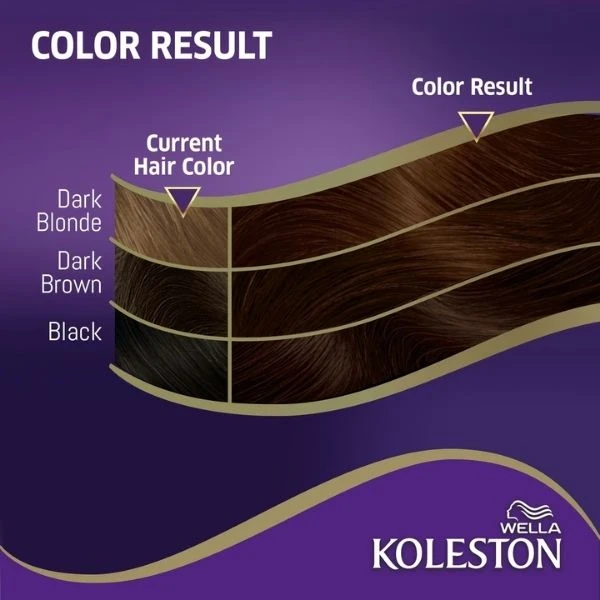 COLOR RESULT
Color Result
Current
Hair Color
Dark
Blonde
Dark
Brown
Black
WELLA
KOLESTON